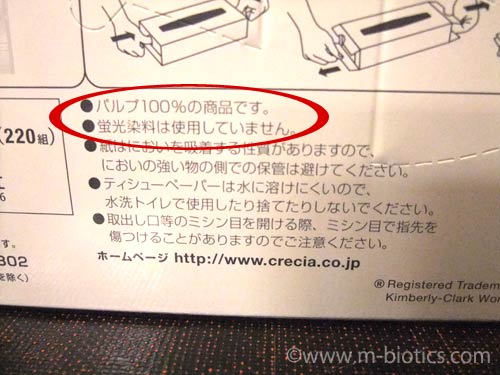 ●パルプ100%の商品です。
●蛍光染料は使用していません。
●紙はにおいを吸着する性質がありますので、
においの強い物の側での保管は避けてください。
●ティシューペーパーは水に溶けにくいので、
水洗トイレで使用したり捨てたりしないでください。
●取出し口等のミシン目を開ける際、ミシン目で指先を
傷つけることがありますのでご注意ください。
ホームページ http://www.crecia.co.jp
(220組)
6
す。
302
を除く)
® Registered Tradem
Kimberly-Clark Wor
©www.m-biotics.com